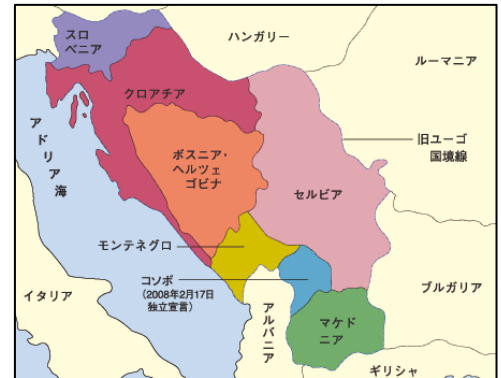 スロ
ベニア
ハンガリー
ルーマニア
クロアチア
アドリア海
ボスニア・
ヘルツェ
ゴビナ
旧ユーゴ
国境線
セルビア
モンテネグロ
コソボ
(2008年2月17日
独立宣言)
イタリア
アルバニア
マケド
ニア
ブルガリア
ギリシャ